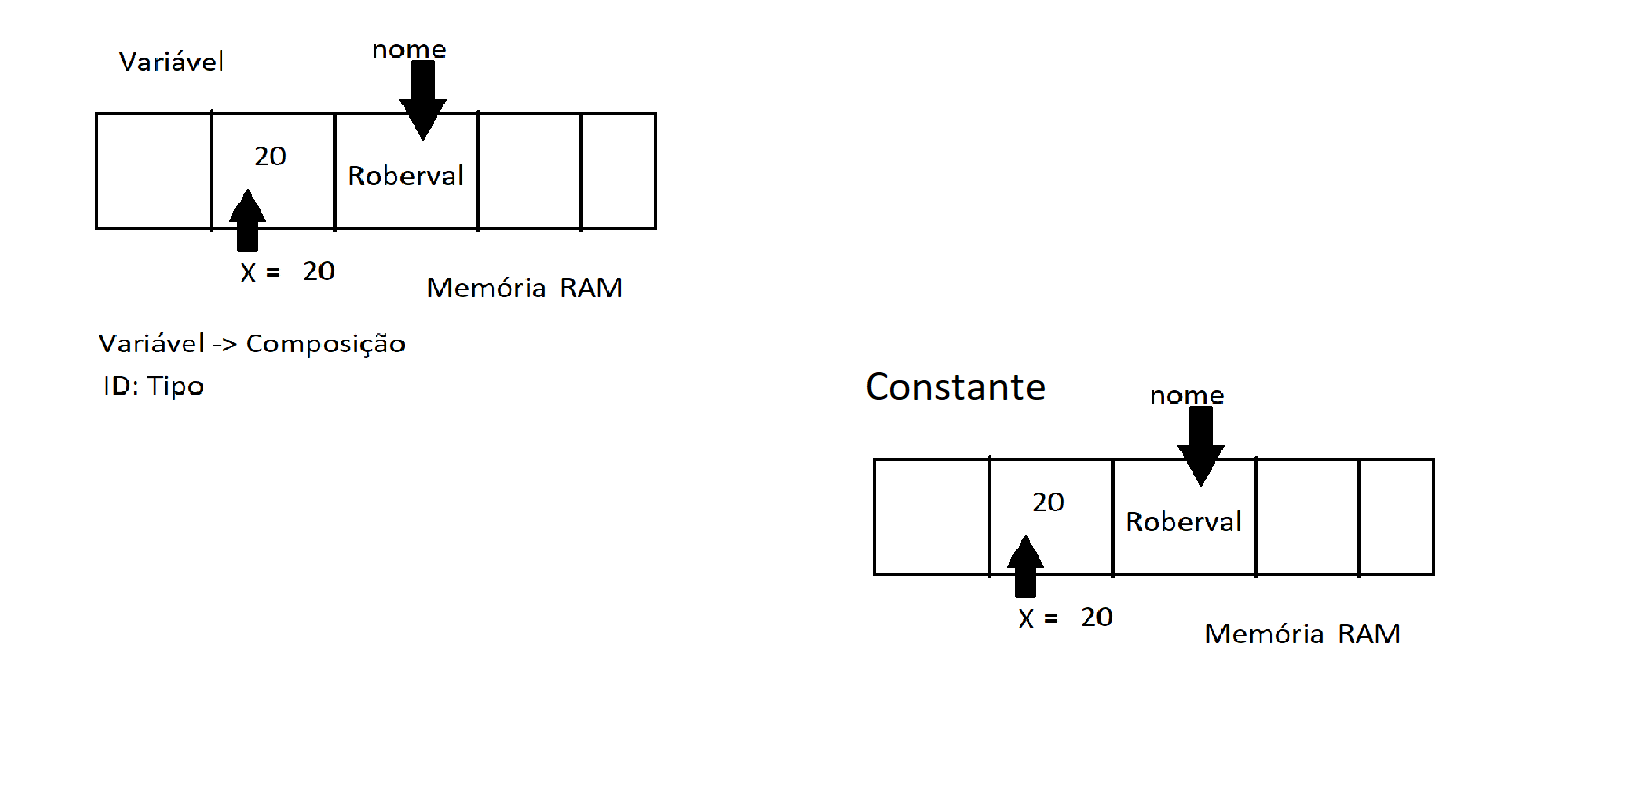 Variável
nome
20
Roberval
X = 20
Memória RAM
Variável -> Composição
ID: Tipo
Constante
nome
20
Roberval
X = 20
Memória RAM